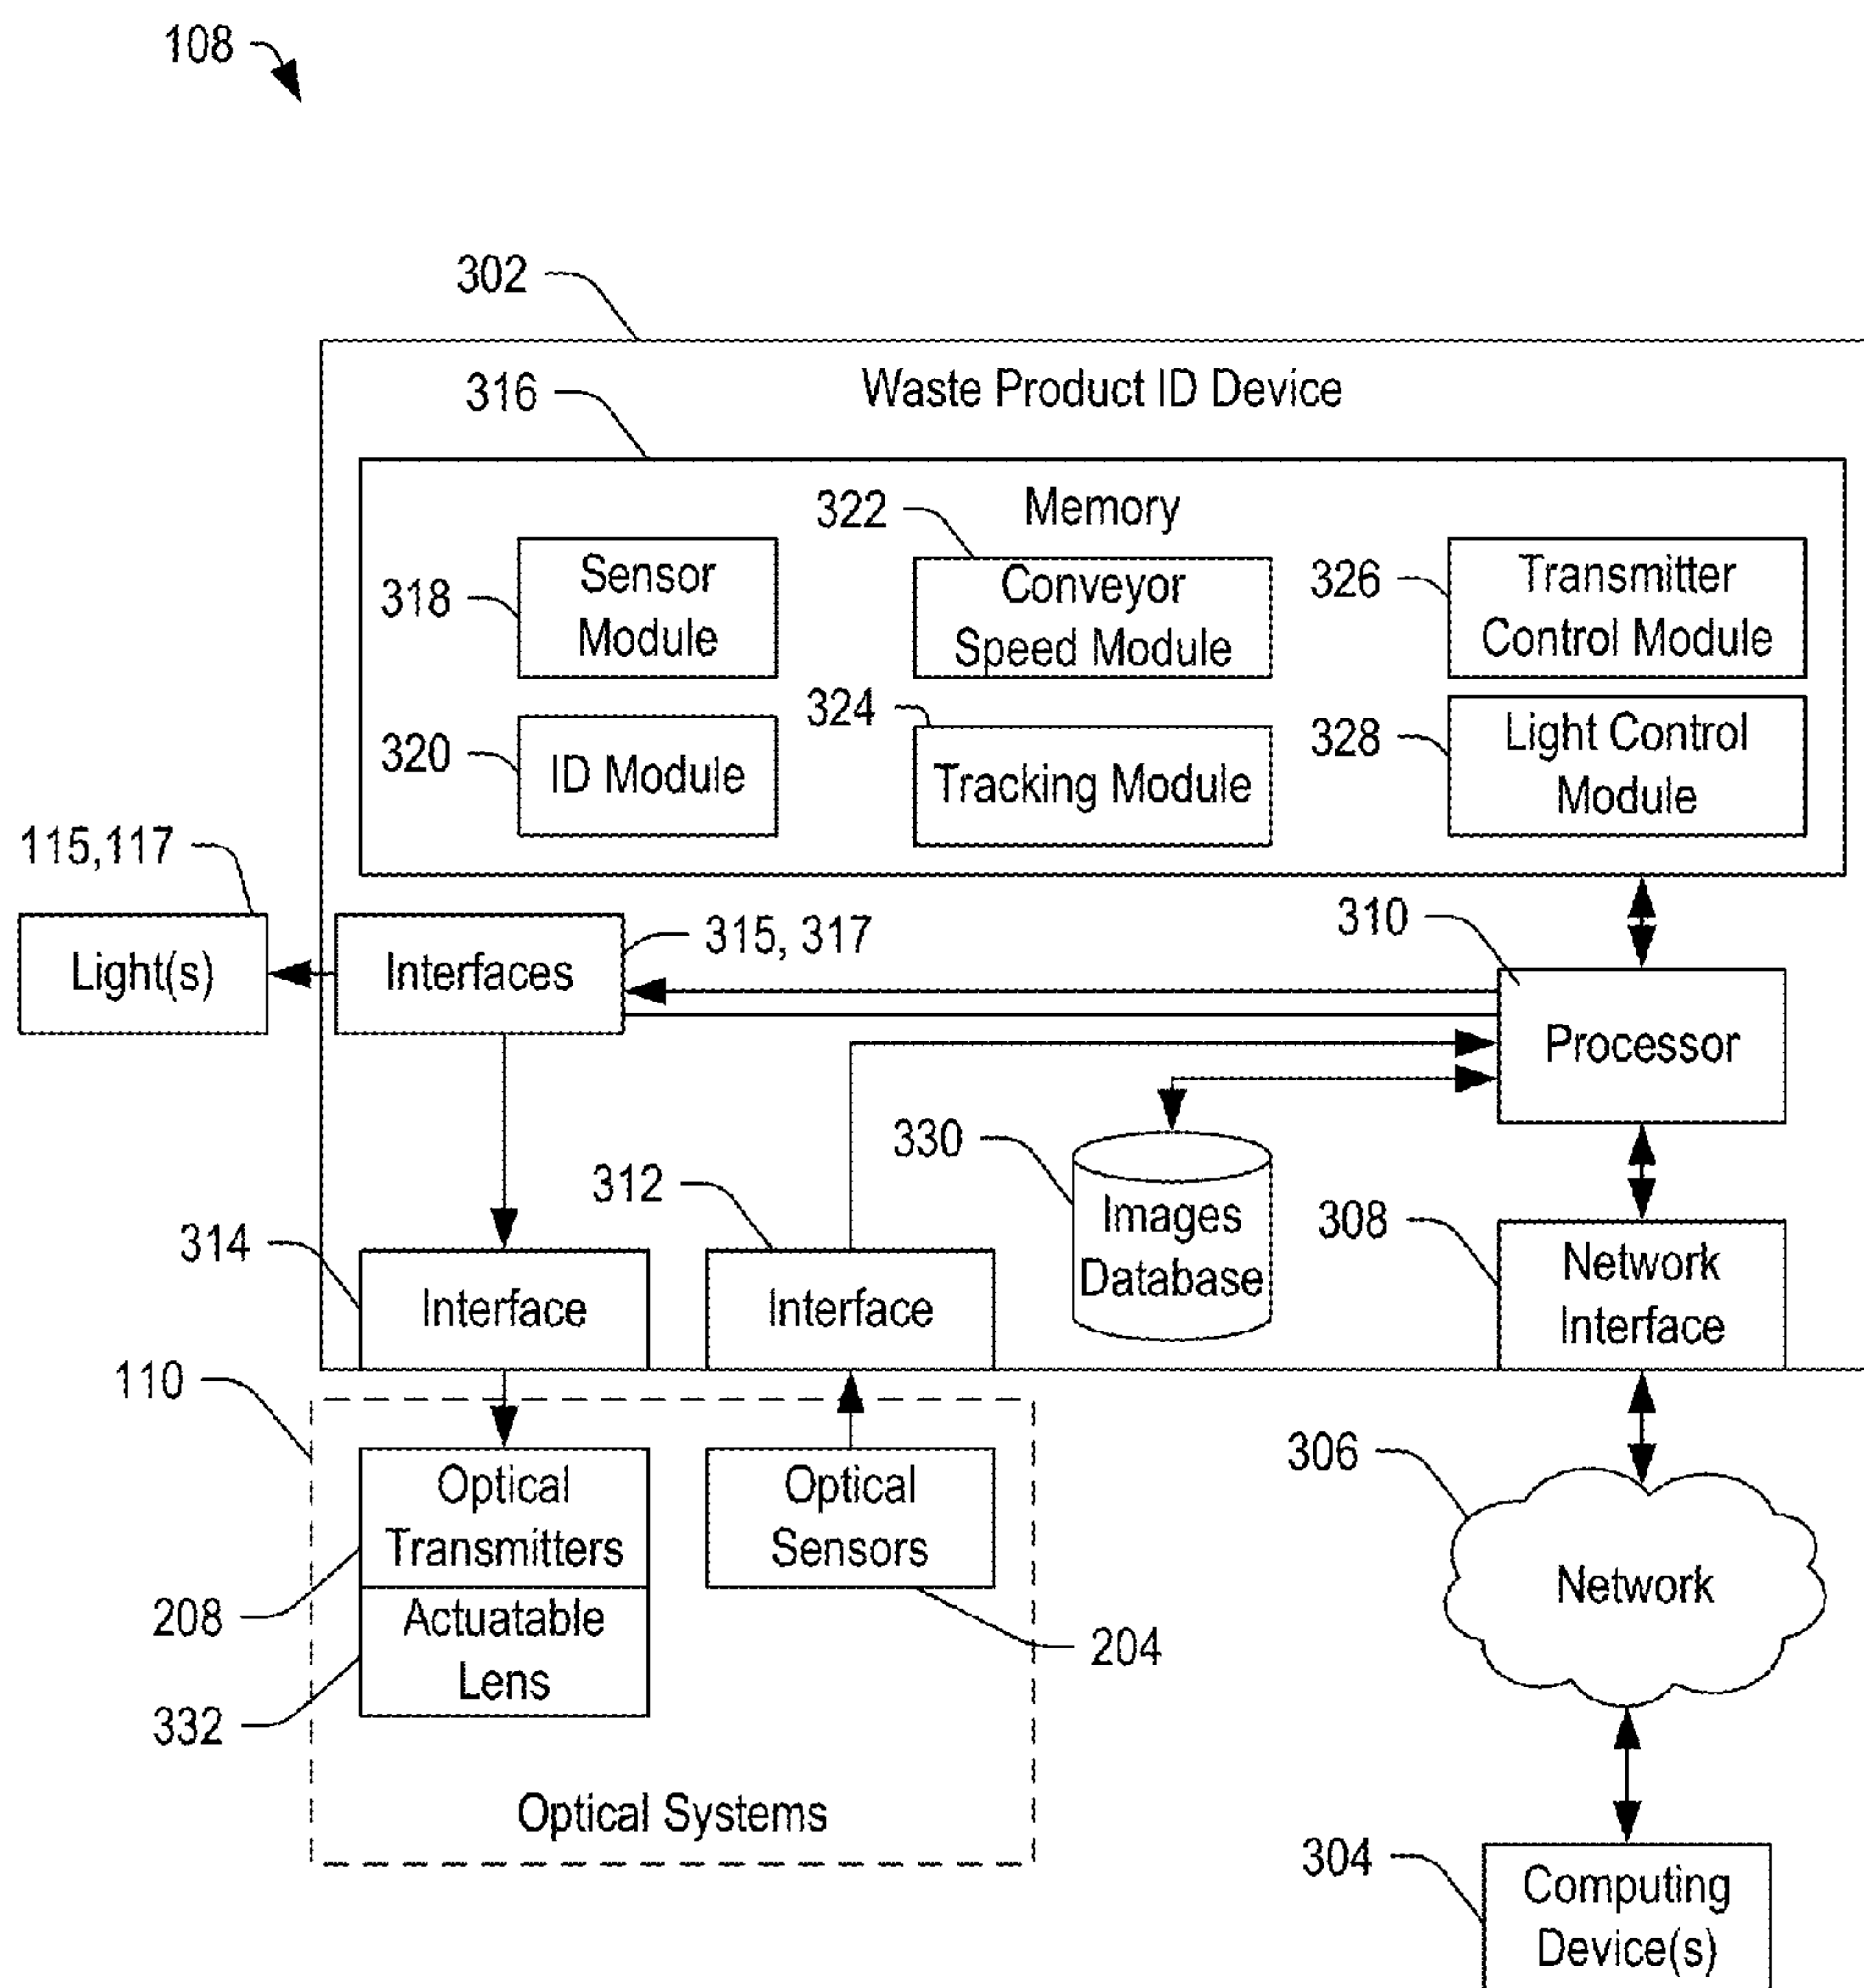 108
302
Waste Product ID Device
316
Memory
322
Sensor
Module
318
Conveyor
Speed Module
Transmitter
Control Module
326
324
320
ID Module
Tracking Module
328
Light Control
Module
115,117
310
Light(s)
Interfaces
315, 317
Processor
330
Images
Database
312
314
308
Interface
Interface
Network
Interface
110
306
Optical
Transmitters
Optical
Sensors
Network
208
Actuatable
Lens
204
332
Optical Systems
304
Computing
Device(s)